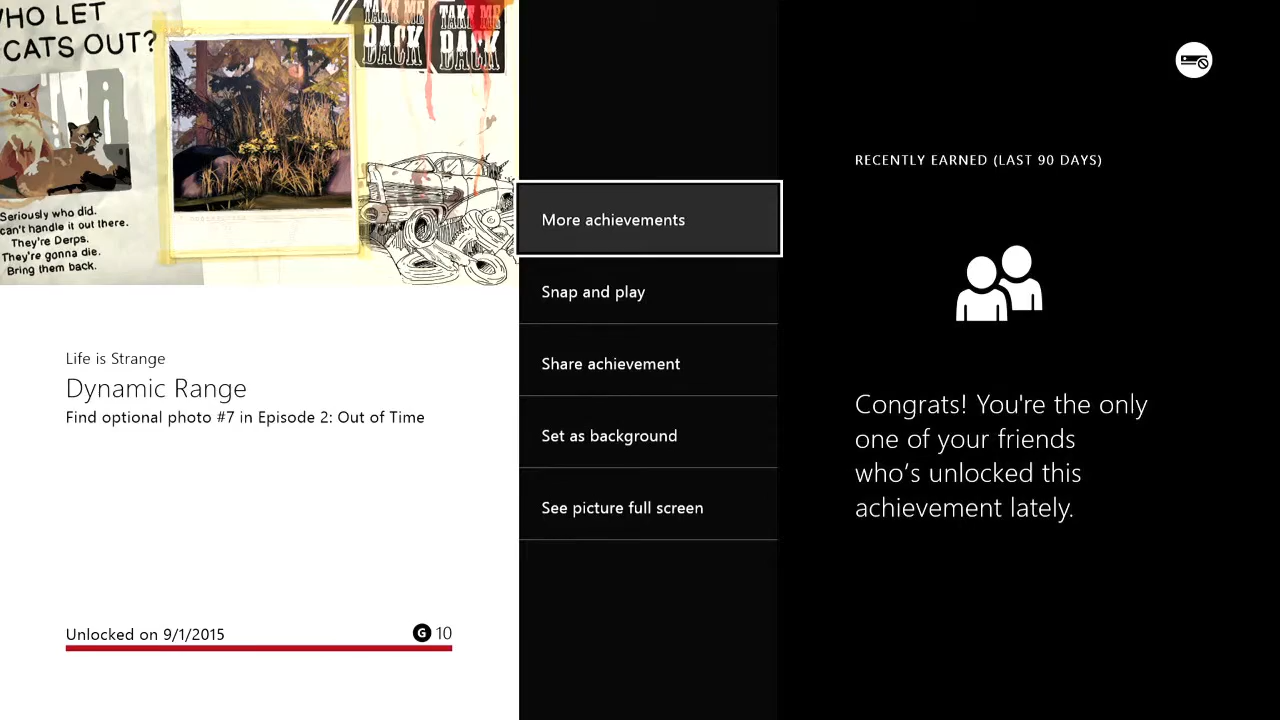 WHO LET
CATS OUT?
TAKE ME
BACK
TAKE ME
BACK
Seriously who did.
can't handle it out there.
They're Derps.
They're gonna die.
Bring them back.
Life is Strange
Dynamic Range
Find optional photo #7 in Episode 2: Out of Time
Unlocked on 9/1/2015
G 10
More achievements
Snap and play
Share achievement
Set as background
See picture full screen
RECENTLY EARNED (LAST 90 DAYS)
Congrats! You're the only
one of your friends
who's unlocked this
achievement lately.